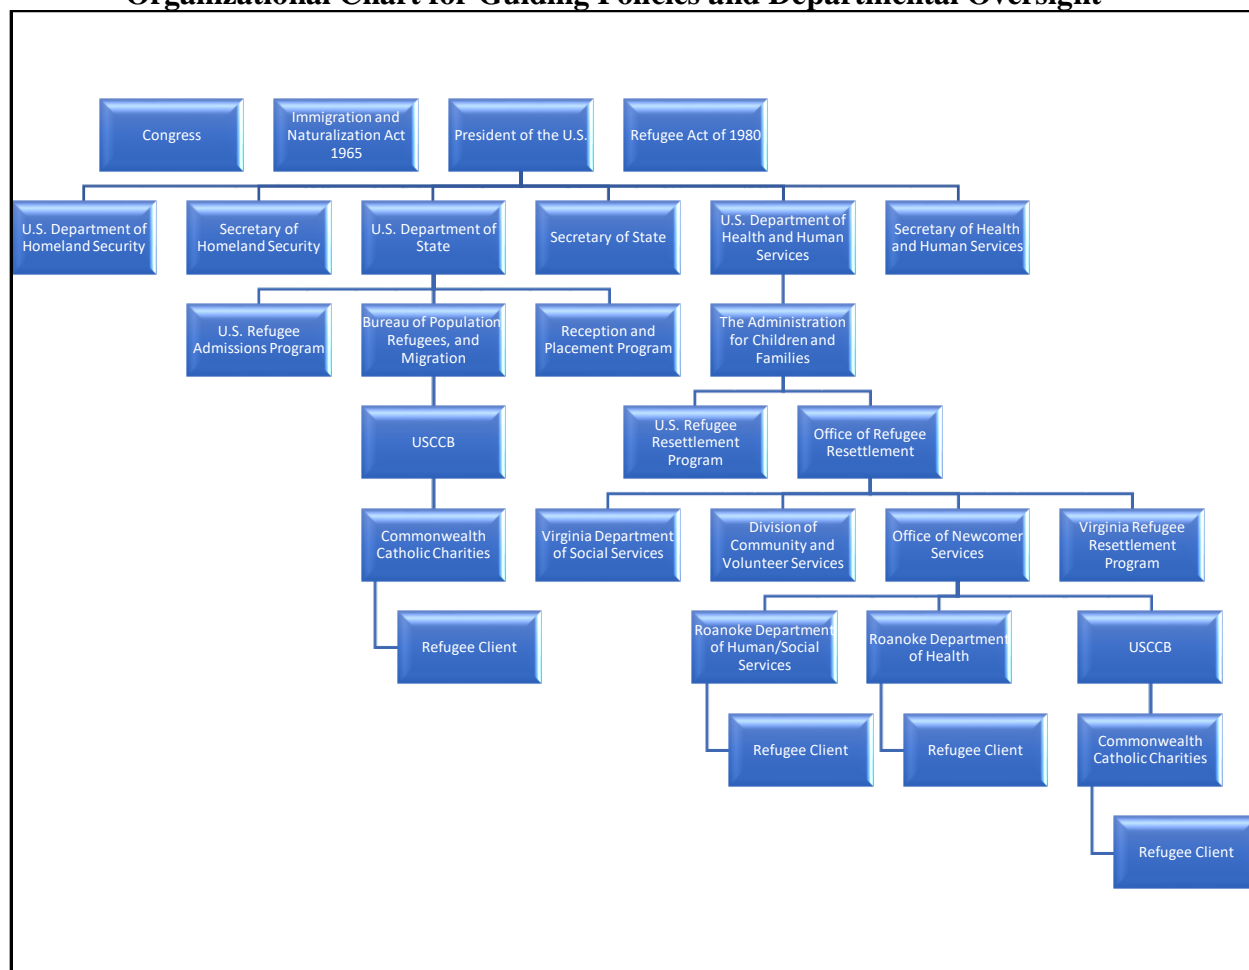 Organizational Chart for Guiding Policies and Departmental Oversight
Congress
Immigration and
Naturalization Act
1965
President of the U.S.
Refugee Act of 1980
U.S. Department of
Homeland Security
Secretary of
Homeland Security
U.S. Department of
State
Secretary of State
U.S. Department of
Health and Human
Services
Secretary of Health
and Human Services
U.S. Refugee
Admissions Program
Bureau of Population
Refugees, and
Migration
Reception and
Placement Program
The Administration
for Children and
Families
USCCB
U.S. Refugee
Resettlement
Program
Office of Refugee
Resettlement
Commonwealth
Catholic Charities
Virginia Department
of Social Services
Division of
Community and
Volunteer Services
Office of Newcomer
Services
Virginia Refugee
Resettlement
Program
Refugee Client
Roanoke Department
of Human/Social
Services
Roanoke Department
of Health
USCCB
Refugee Client
Refugee Client
Commonwealth
Catholic Charities
Refugee Client